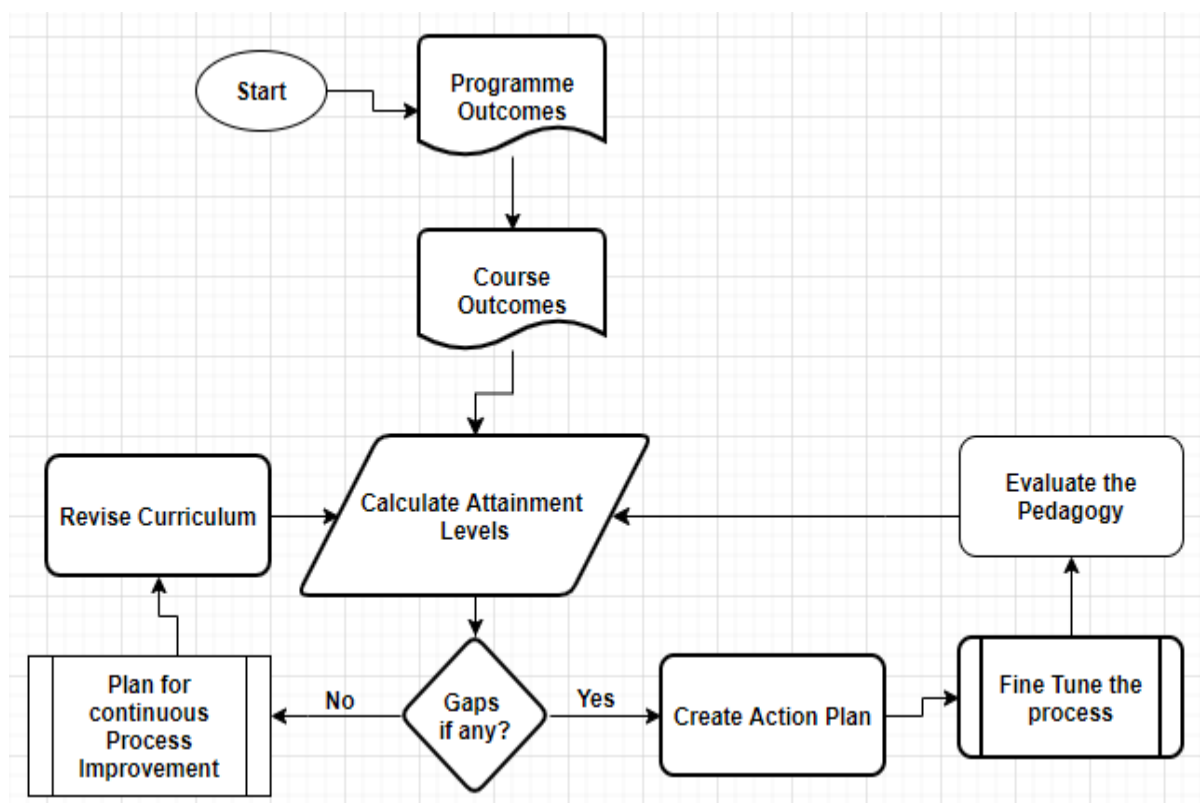 Start
Programme
Outcomes
Course
Outcomes
Calculate Attainment
Levels
Revise Curriculum
Evaluate the
Pedagogy
Plan for
continuous
Process
Improvement
No
Gaps
if any?
Yes
Create Action Plan
Fine Tune the
process